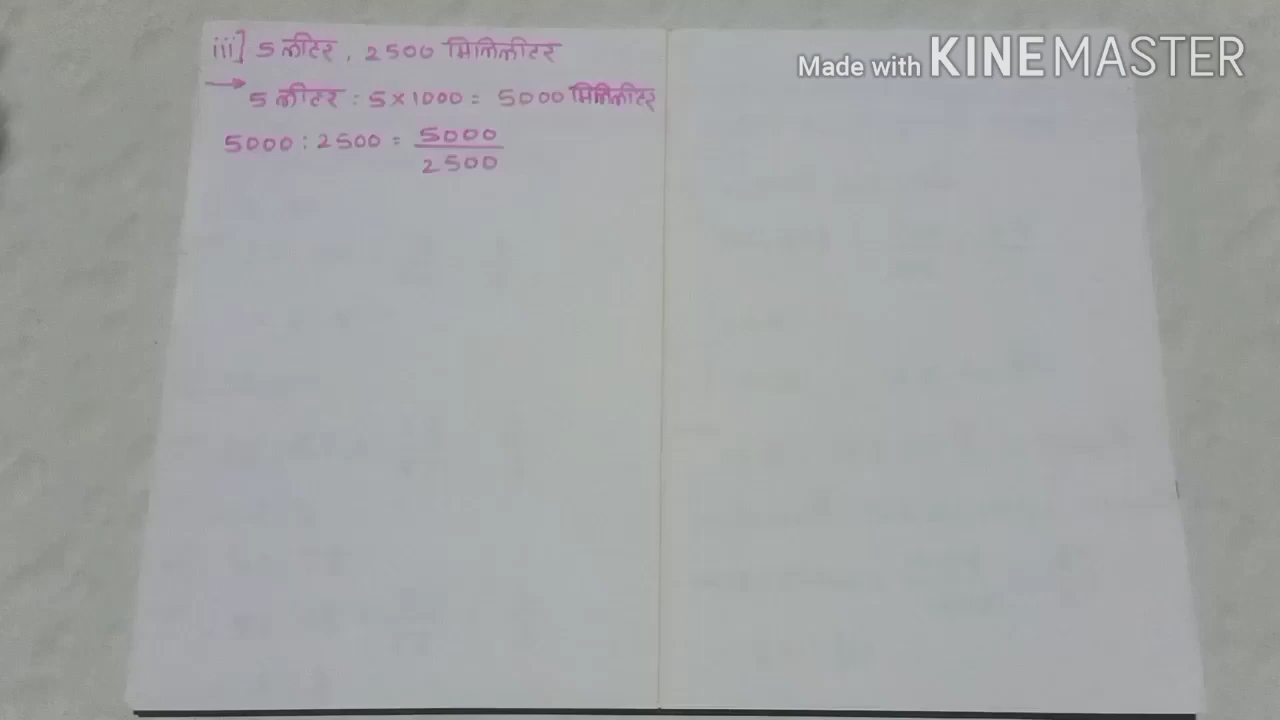 iii] 5 लीटर, 2500 मिलिलीटर
→ 5 लीटर : 5 × 1000 = 5000 मिलिलीटर
5000 : 2500 = 5000/2500
Made with KINEMASTER